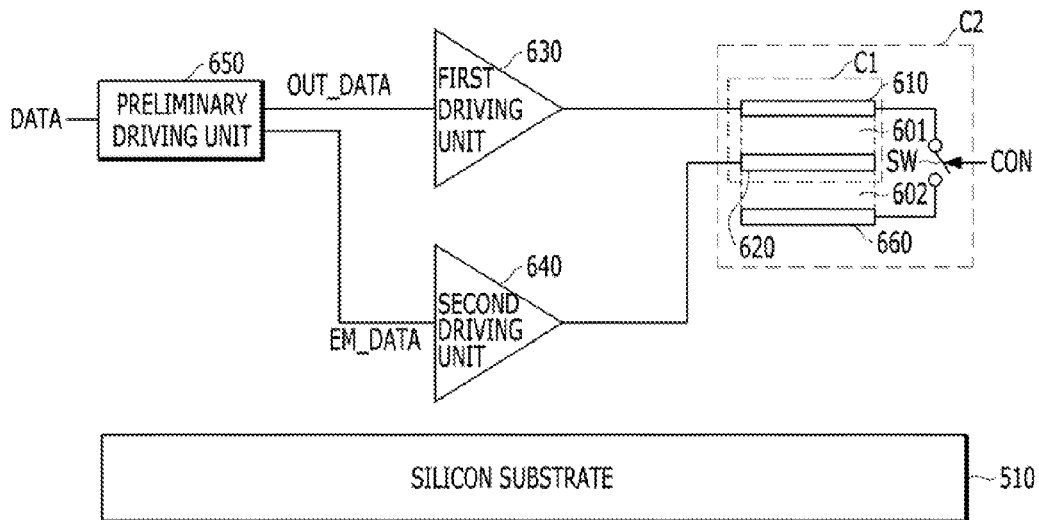 C2
650
630
C1
OUT_DATA
610
PRELIMINARY
DRIVING UNIT
DATA
FIRST
DRIVING
UNIT
601
SW
CON
602
660
620
640
SECOND
DRIVING
UNIT
EM_DATA
SILICON SUBSTRATE
510